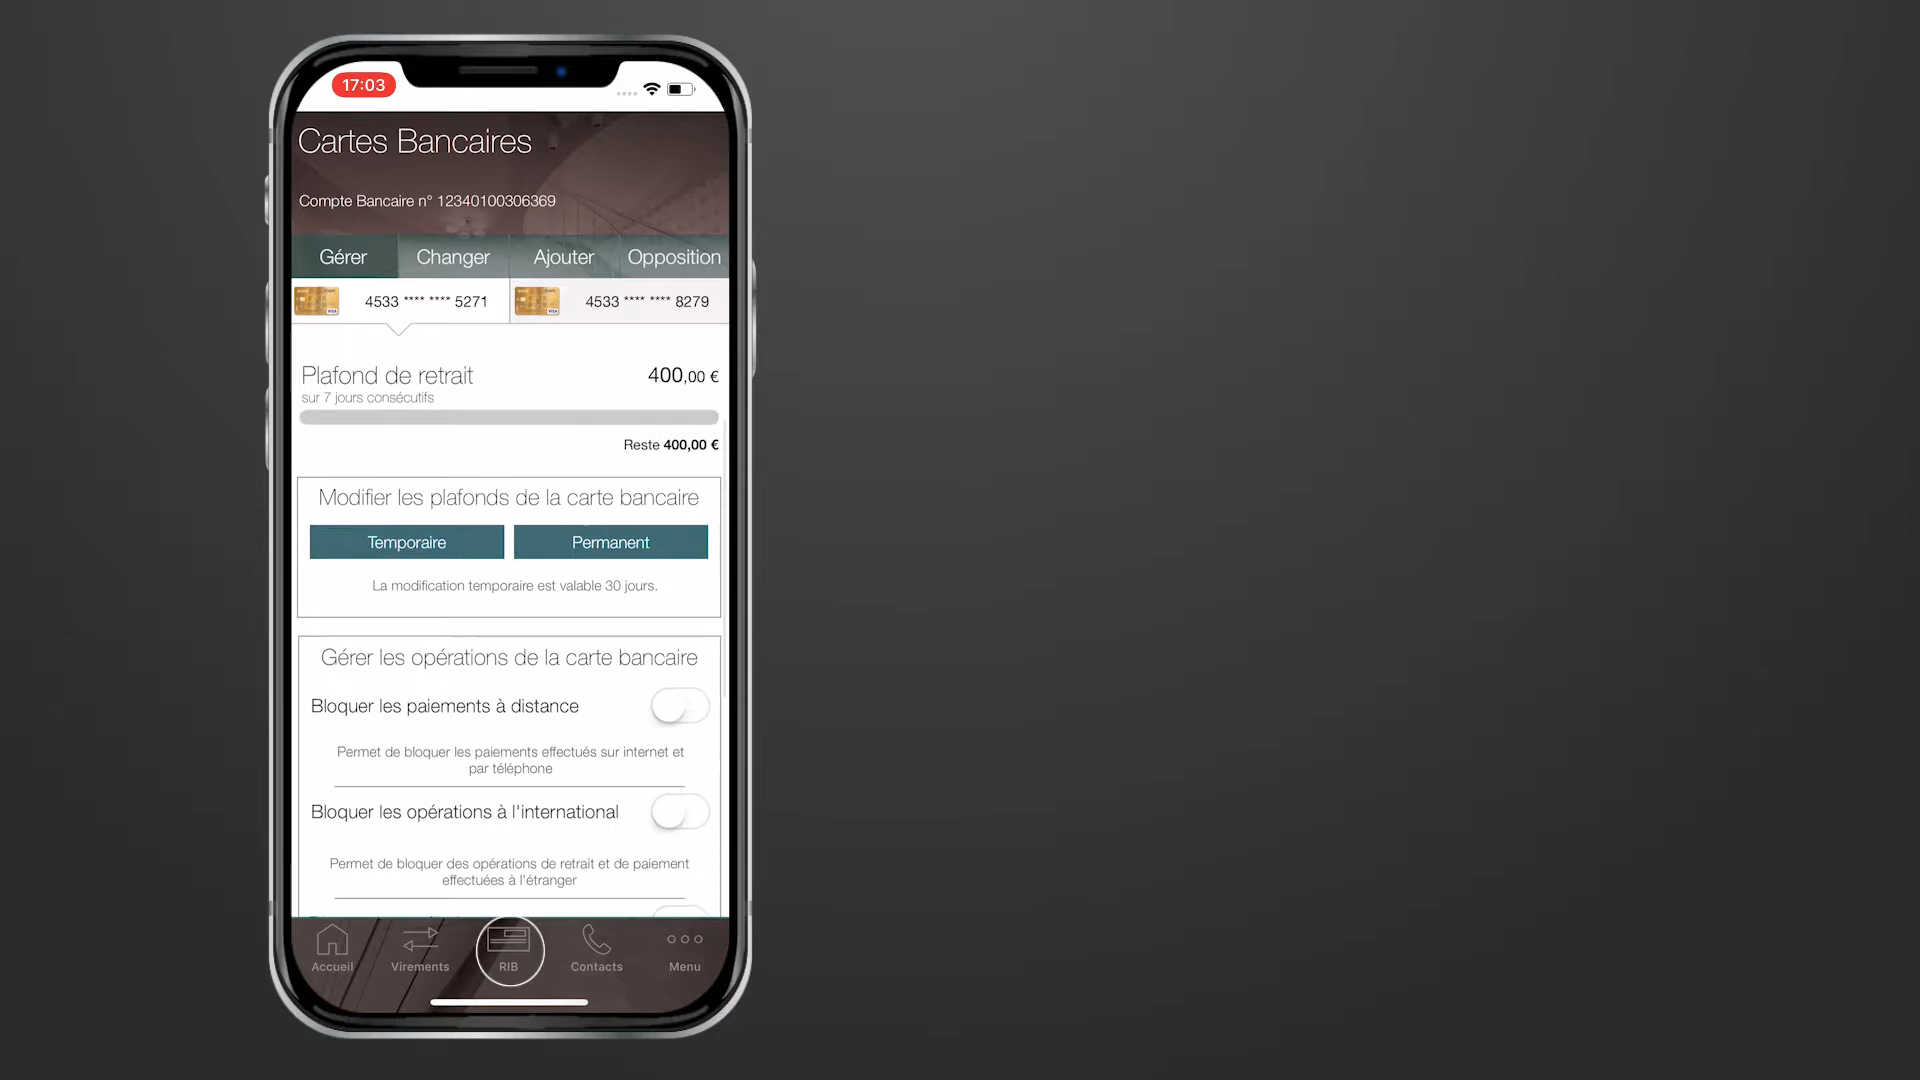 17:03
Cartes Bancaires
Compte Bancaire n° 12340100306369
Gérer Changer Ajouter Opposition
4533 **** **** 5271 4533 **** **** 8279
Plafond de retrait 400,00 €
sur 7 jours consécutifs
Reste 400,00 €
Modifier les plafonds de la carte bancaire
Temporaire Permanent
La modification temporaire est valable 30 jours.
Gérer les opérations de la carte bancaire
Bloquer les paiements à distance
Permet de bloquer les paiements effectués sur internet et
par téléphone
Bloquer les opérations à l'international
Permet de bloquer des opérations de retrait et de paiement
effectuées à l'étranger
Accueil Virements RIB Contacts Menu